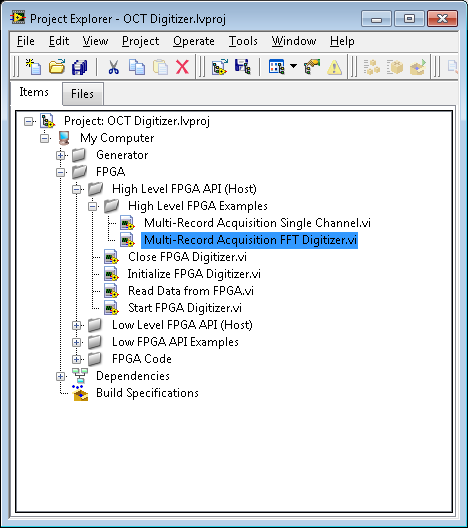 Project Explorer - OCT Digitizer.lvproj
File Edit View Project Operate Tools Window Help
Items Files
Project: OCT Digitizer.lvproj
My Computer
Generator
FPGA
High Level FPGA API (Host)
High Level FPGA Examples
Multi-Record Acquisition Single Channel.vi
Multi-Record Acquisition FFT Digitizer.vi
Close FPGA Digitizer.vi
Initialize FPGA Digitizer.vi
Read Data from FPGA.vi
Start FPGA Digitizer.vi
Low Level FPGA API (Host)
Low FPGA API Examples
FPGA Code
Dependencies
Build Specifications